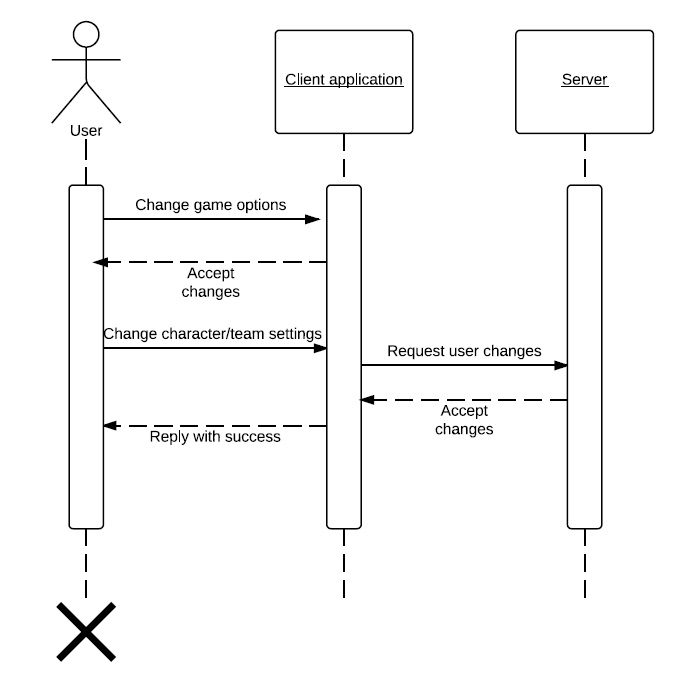 User
Client application
Server
Change game options
Accept
changes
Change character/team settings
Request user changes
Accept
changes
Reply with success